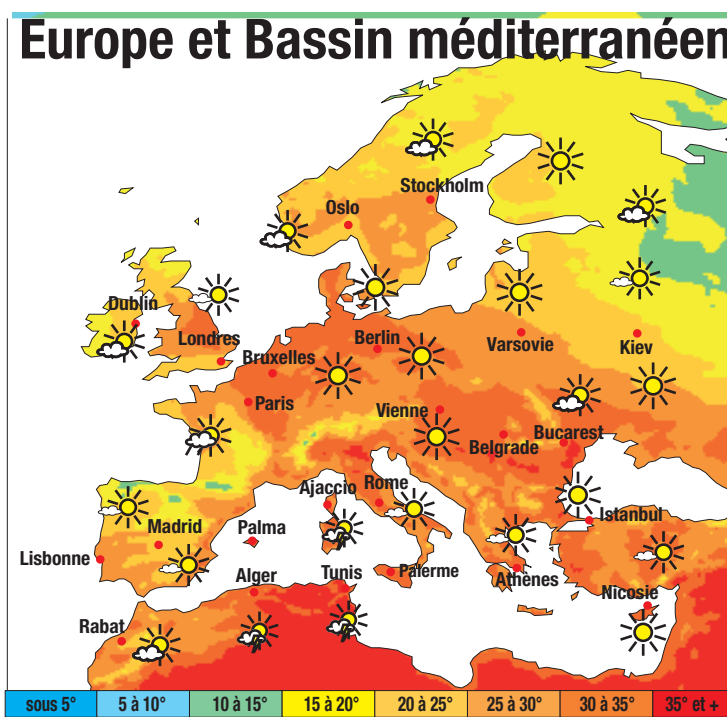 Europe et Bassin méditerranéen
Stockholm
Oslo
Dublin
Londres
Berlin
Varsovie
Kiev
Bruxelles
Paris
Vienne
Bucarest
Belgrade
Ajaccio
Rome
Istanbul
Madrid
Palma
Lisbonne
Alger
Tunis
Palerme
Athènes
Nicosie
Rabat
sous 5° 5 à 10° 10 à 15° 15 à 20° 20 à 25° 25 à 30° 30 à 35° 35° et +